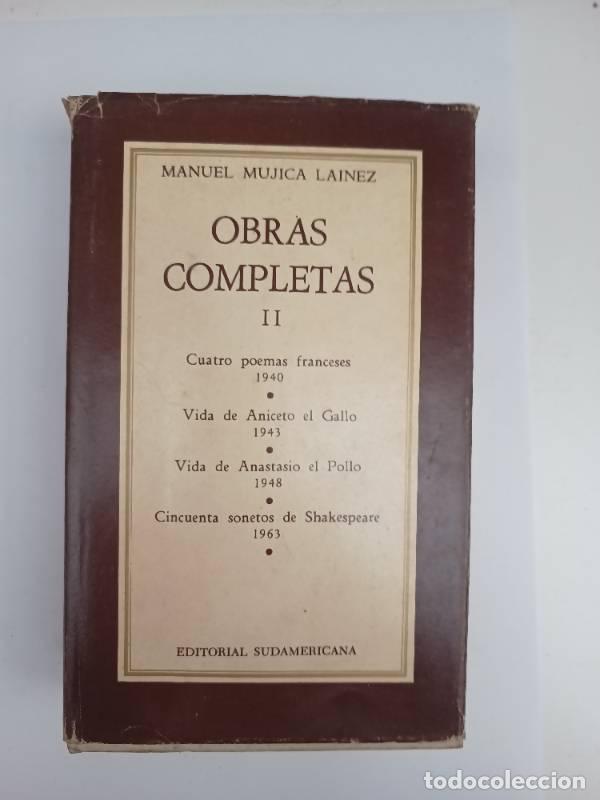 MANUEL MUJICA LAINEZ
OBRAS
COMPLETAS
II
Cuatro poemas franceses
1940
Vida de Aniceto el Gallo
1943
Vida de Anastasio el Pollo
1948
Cincuenta sonetos de Shakespeare
1963
EDITORIAL SUDAMERICANA
todocoleccion